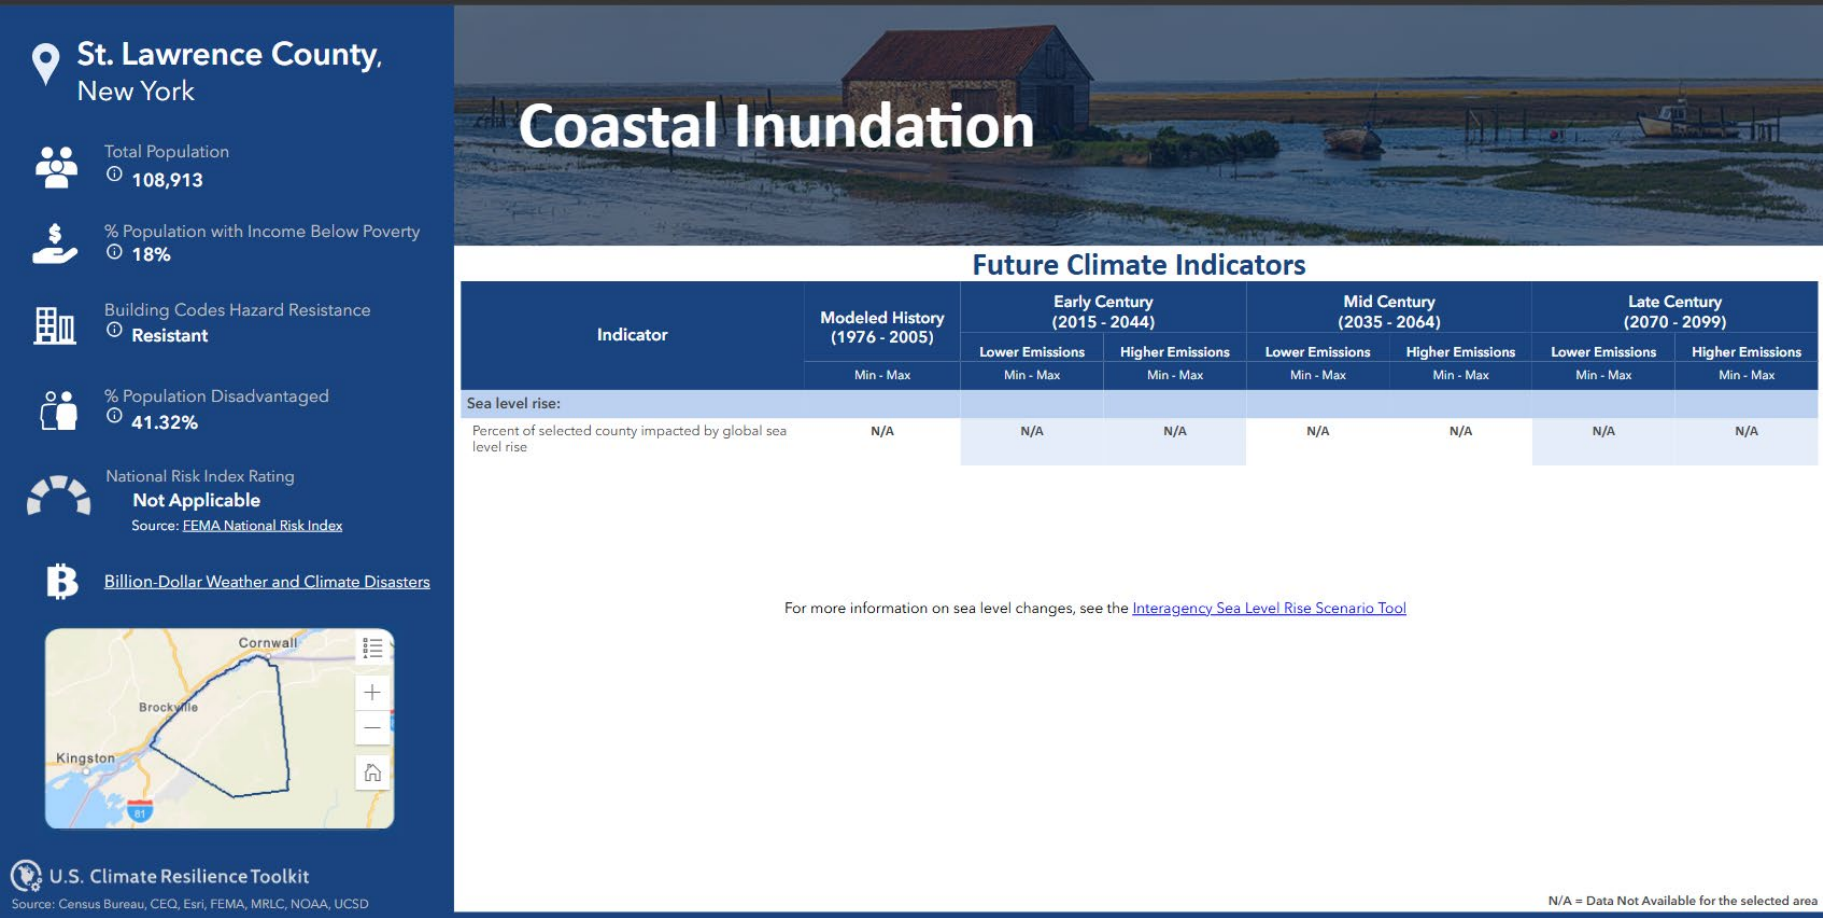 St. Lawrence County,
New York
Total Population
108,913
% Population with Income Below Poverty
18%
Building Codes Hazard Resistance
Resistant
% Population Disadvantaged
41.32%
National Risk Index Rating
Not Applicable
Source: FEMA National Risk Index
Billion-Dollar Weather and Climate Disasters
Cornwall
Brockville
Kingston
81
U.S. Climate Resilience Toolkit
Source: Census Bureau, CEQ, Esri, FEMA, MRLC, NOAA, UCSD
Coastal Inundation
Future Climate Indicators
Indicator
Modeled History
(1976 - 2005)
Early Century
(2015 - 2044)
Mid Century
(2035 - 2064)
Late Century
(2070 - 2099)
Lower Emissions Higher Emissions Lower Emissions Higher Emissions Lower Emissions Higher Emissions
Min - Max Min - Max Min - Max Min - Max Min - Max Min - Max Min - Max
Sea level rise:
Percent of selected county impacted by global sea
level rise
N/A N/A N/A N/A N/A N/A N/A
For more information on sea level changes, see the Interagency Sea Level Rise Scenario Tool
N/A = Data Not Available for the selected area